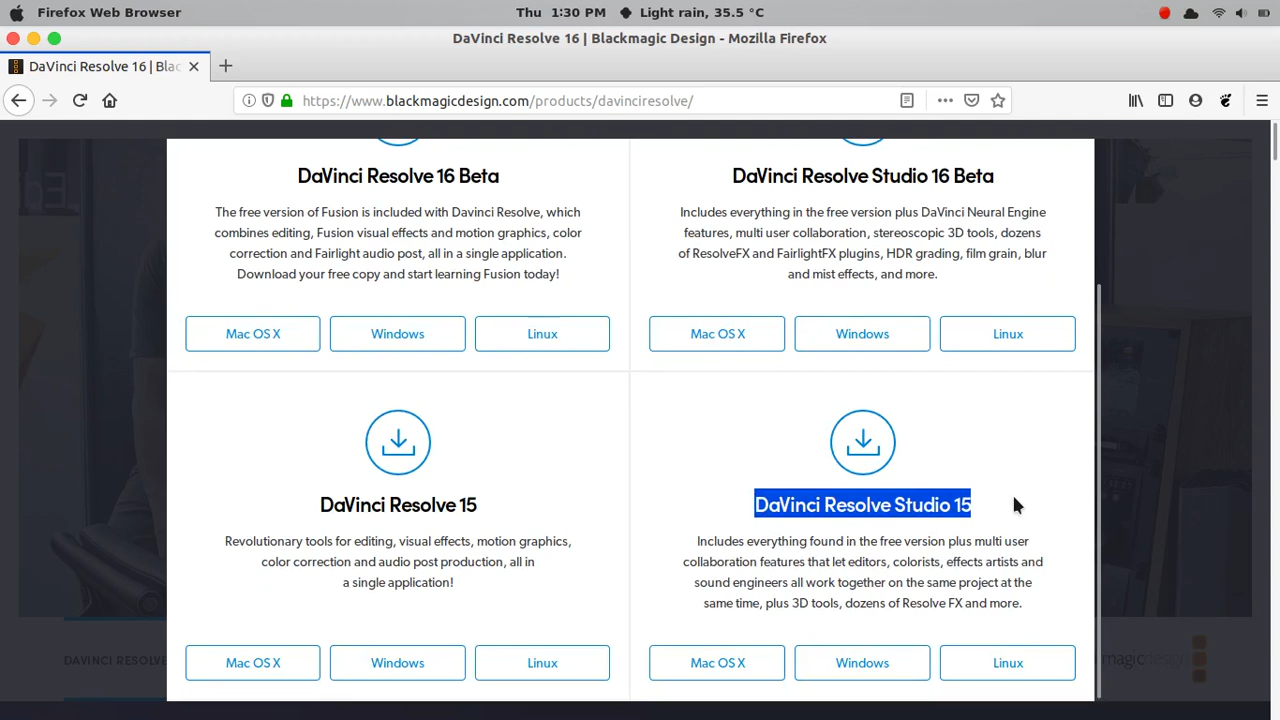 Firefox Web Browser
Thu 1:30 PM Light rain, 35.5 °C
DaVinci Resolve 16 | Blackmagic Design - Mozilla Firefox
DaVinci Resolve 16 | Blac
https://www.blackmagicdesign.com/products/davinciresolve/
DaVinci Resolve 16 Beta
The free version of Fusion is included with Davinci Resolve, which
combines editing, Fusion visual effects and motion graphics, color
correction and Fairlight audio post, all in a single application.
Download your free copy and start learning Fusion today!
Mac OS X Windows Linux
DaVinci Resolve Studio 16 Beta
Includes everything in the free version plus DaVinci Neural Engine
features, multi user collaboration, stereoscopic 3D tools, dozens
of ResolveFX and FairlightFX plugins, HDR grading, film grain, blur
and mist effects, and more.
Mac OS X Windows Linux
DaVinci Resolve 15
Revolutionary tools for editing, visual effects, motion graphics,
color correction and audio post production, all in
a single application!
Mac OS X Windows Linux
DaVinci Resolve Studio 15
Includes everything found in the free version plus multi user
collaboration features that let editors, colorists, effects artists and
sound engineers all work together on the same project at the
same time, plus 3D tools, dozens of Resolve FX and more.
Mac OS X Windows Linux
DAVINCI RESOLVE
magicdesign